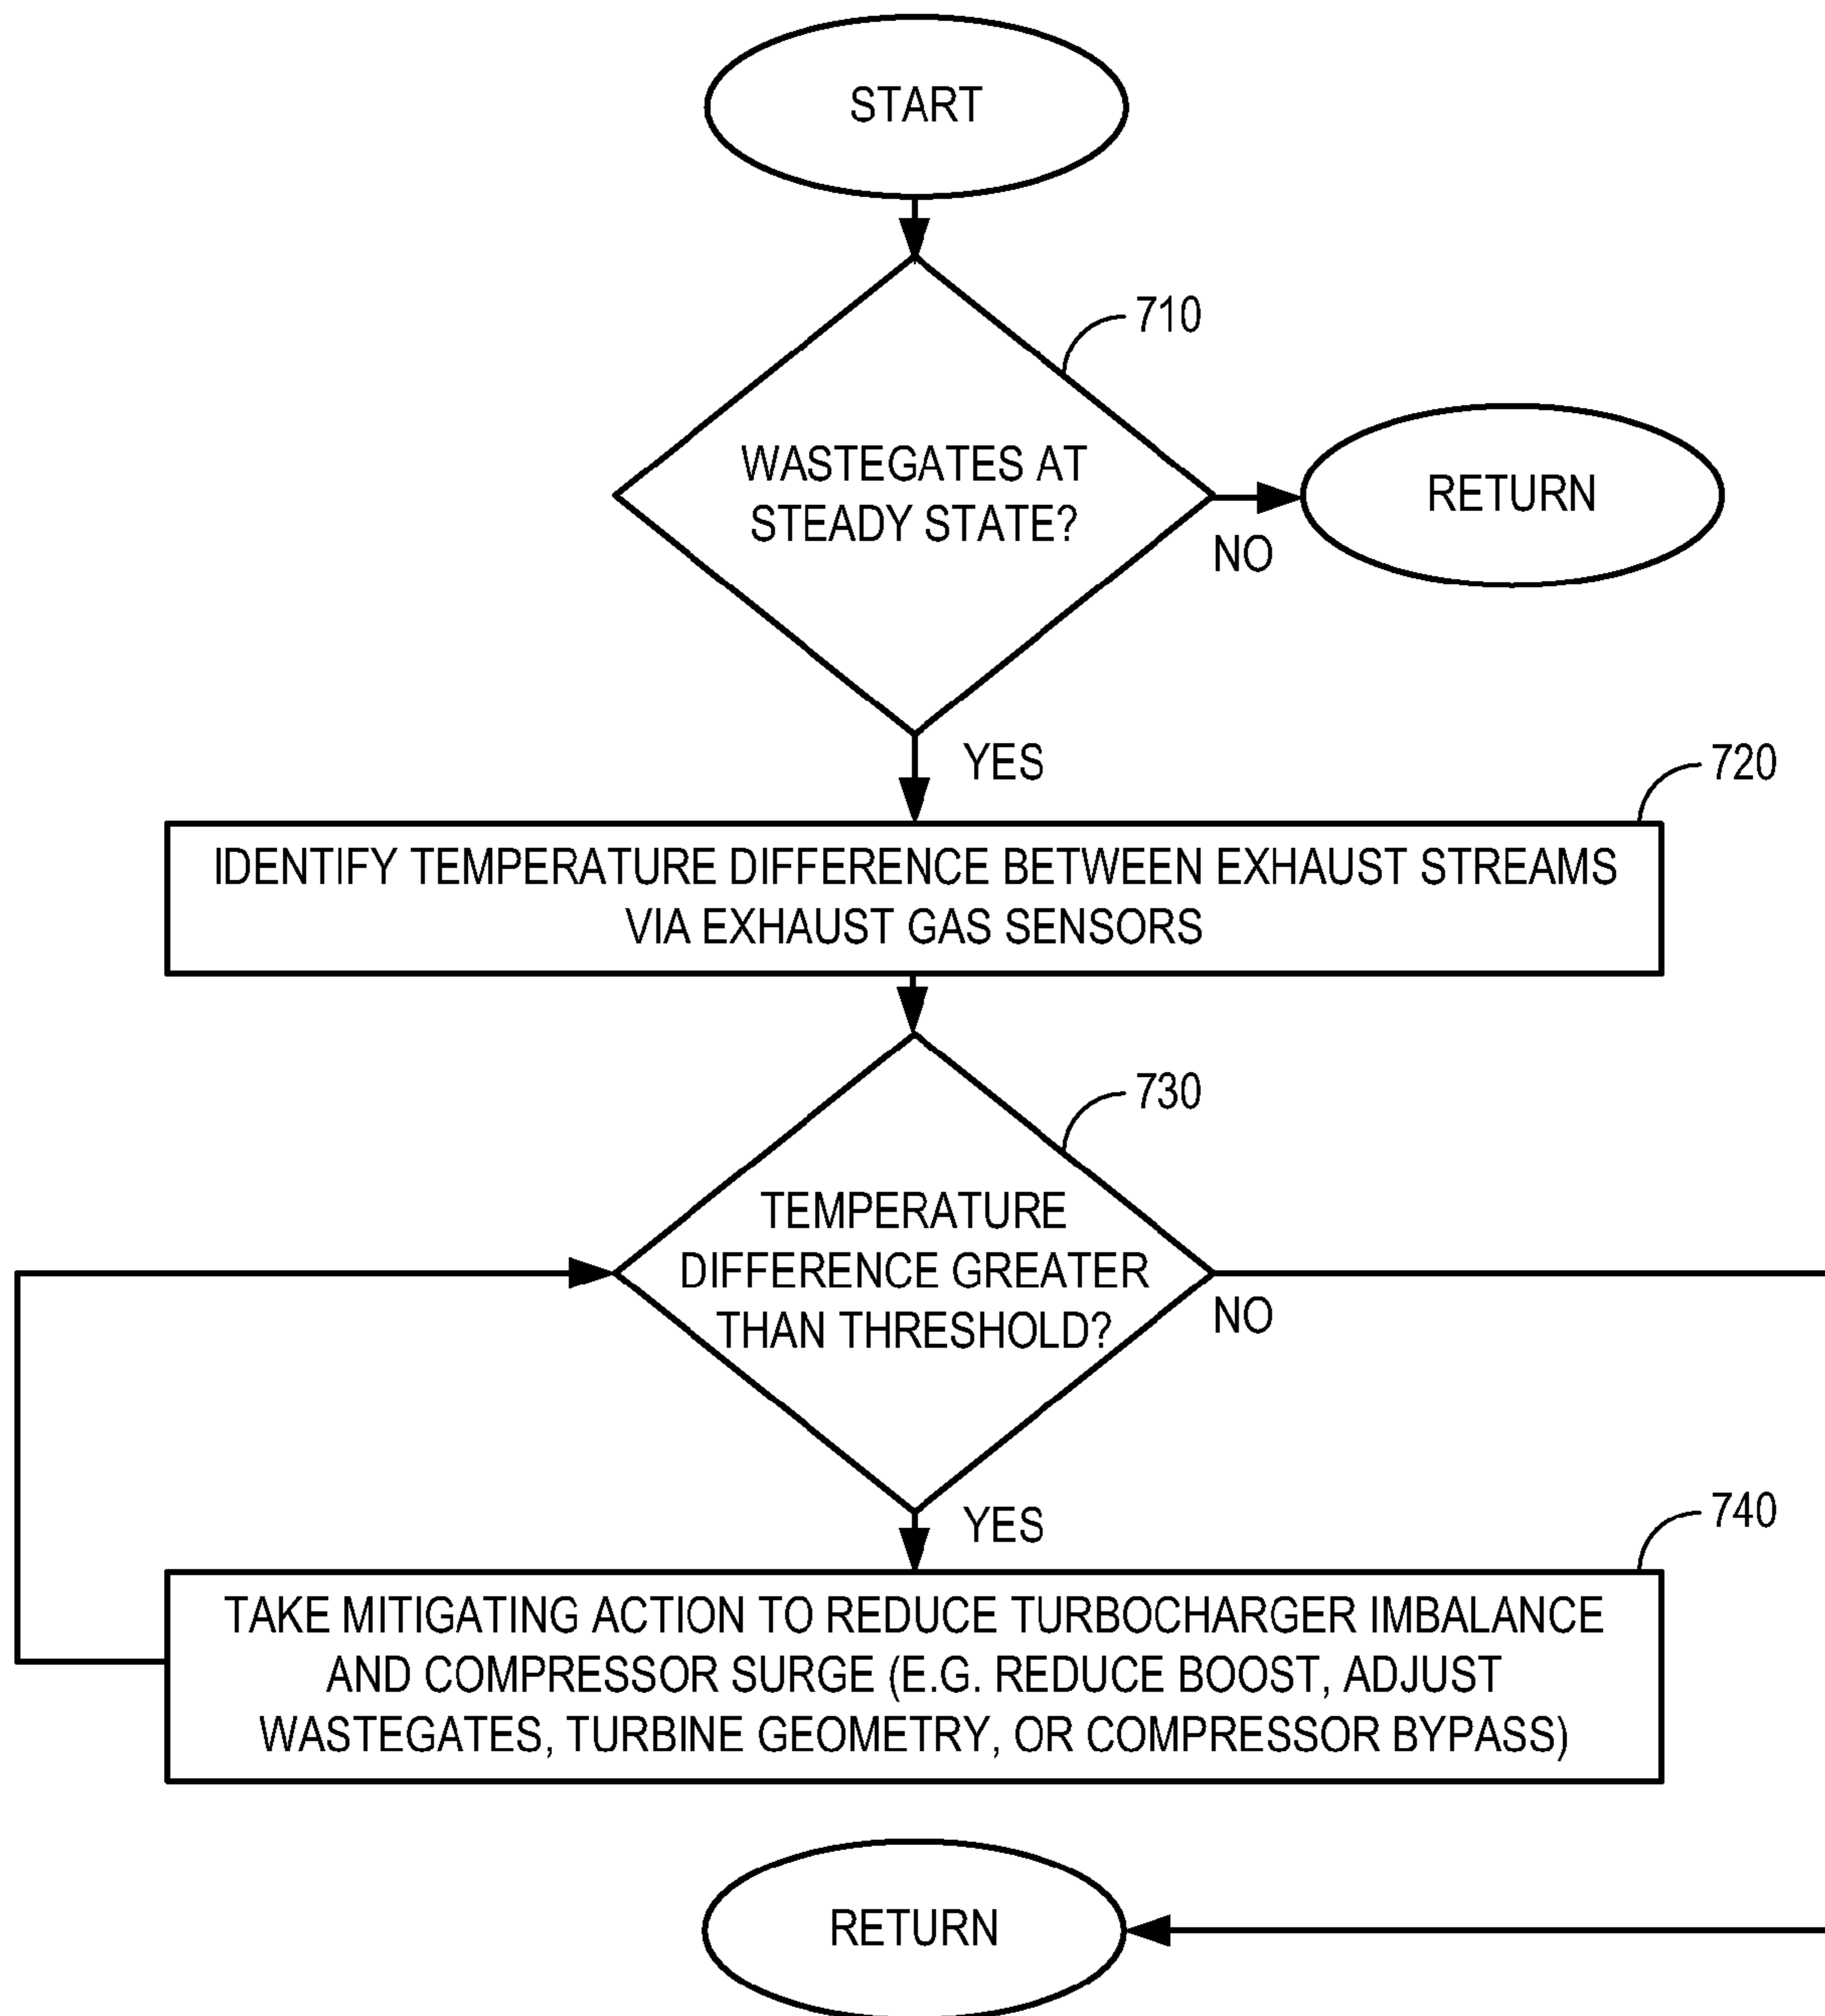 START
710
WASTEGATES AT
STEADY STATE?
RETURN
NO
YES
720
IDENTIFY TEMPERATURE DIFFERENCE BETWEEN EXHAUST STREAMS
VIA EXHAUST GAS SENSORS
730
TEMPERATURE
DIFFERENCE GREATER
THAN THRESHOLD?
NO
YES
740
TAKE MITIGATING ACTION TO REDUCE TURBOCHARGER IMBALANCE
AND COMPRESSOR SURGE (E.G. REDUCE BOOST, ADJUST
WASTEGATES, TURBINE GEOMETRY, OR COMPRESSOR BYPASS)
RETURN